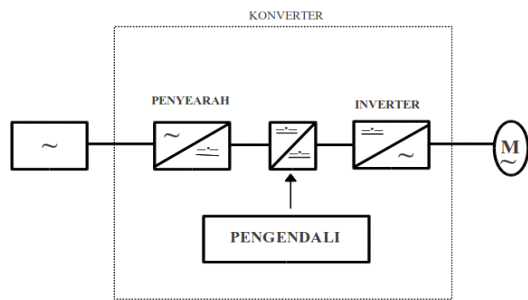 KONVERTER
PENYEARAH
INVERTER
~
~
~
M
~
PENGENDALI